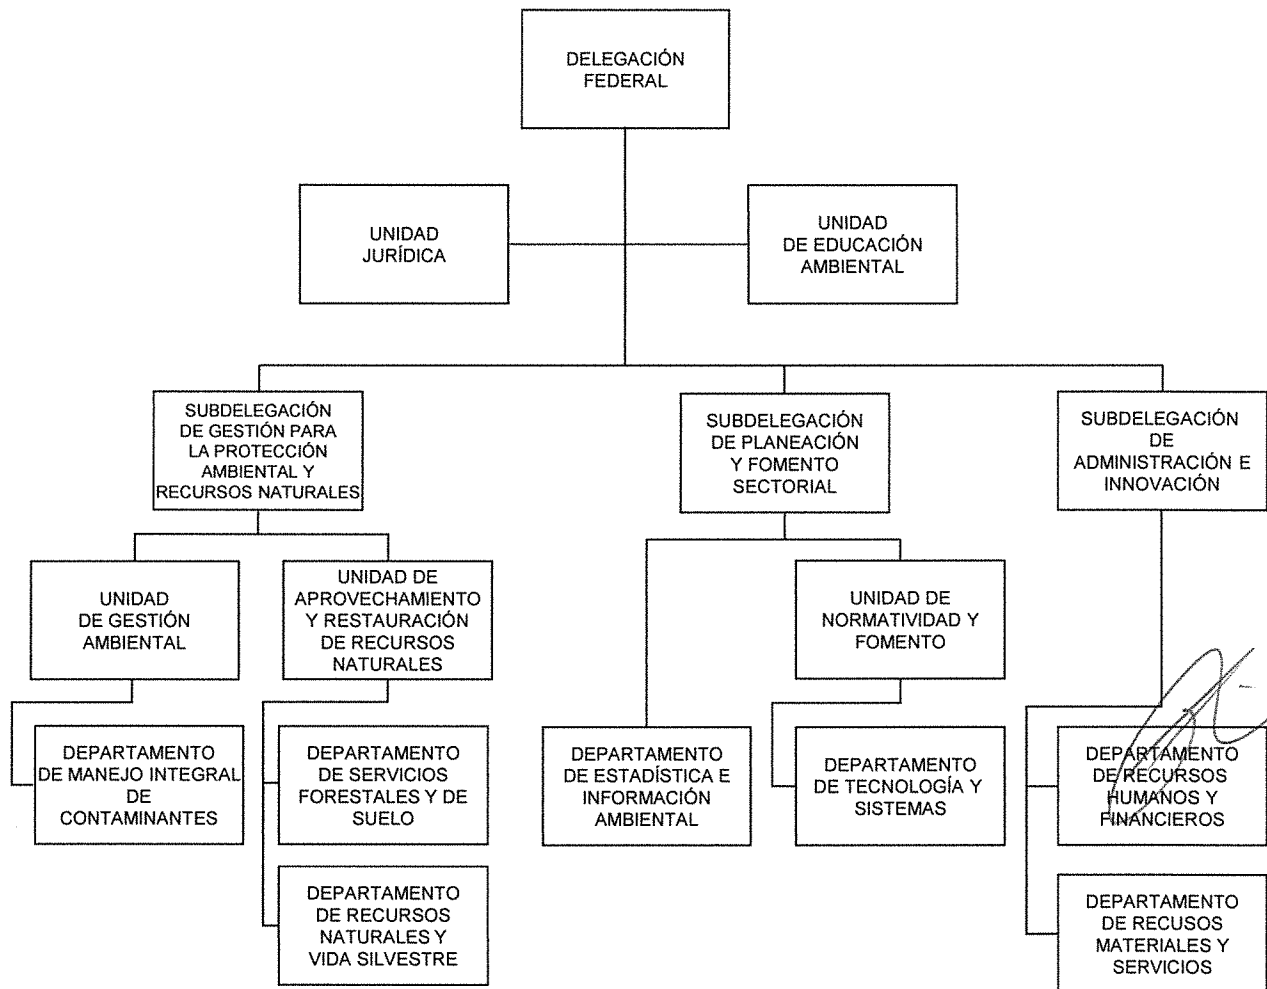 DELEGACIÓN
FEDERAL
UNIDAD
JURÍDICA
UNIDAD
DE EDUCACIÓN
AMBIENTAL
SUBDELEGACIÓN
DE GESTIÓN PARA
LA PROTECCIÓN
AMBIENTAL Y
RECURSOS NATURALES
SUBDELEGACIÓN
DE PLANEACIÓN
Y FOMENTO
SECTORIAL
SUBDELEGACIÓN
DE
ADMINISTRACIÓN E
INNOVACIÓN
UNIDAD
DE GESTIÓN
AMBIENTAL
UNIDAD DE
APROVECHAMIENTO
Y RESTAURACIÓN
DE RECURSOS
NATURALES
UNIDAD DE
NORMATIVIDAD Y
FOMENTO
DEPARTAMENTO
DE MANEJO INTEGRAL
DE
CONTAMINANTES
DEPARTAMENTO
DE SERVICIOS
FORESTALES Y DE
SUELO
DEPARTAMENTO
DE ESTADÍSTICA E
INFORMACIÓN
AMBIENTAL
DEPARTAMENTO
DE TECNOLOGÍA Y
SISTEMAS
DEPARTAMENTO
DE RECURSOS
HUMANOS Y
FINANCIEROS
DEPARTAMENTO
DE RECURSOS
NATURALES Y
VIDA SILVESTRE
DEPARTAMENTO
DE RECUSOS
MATERIALES Y
SERVICIOS